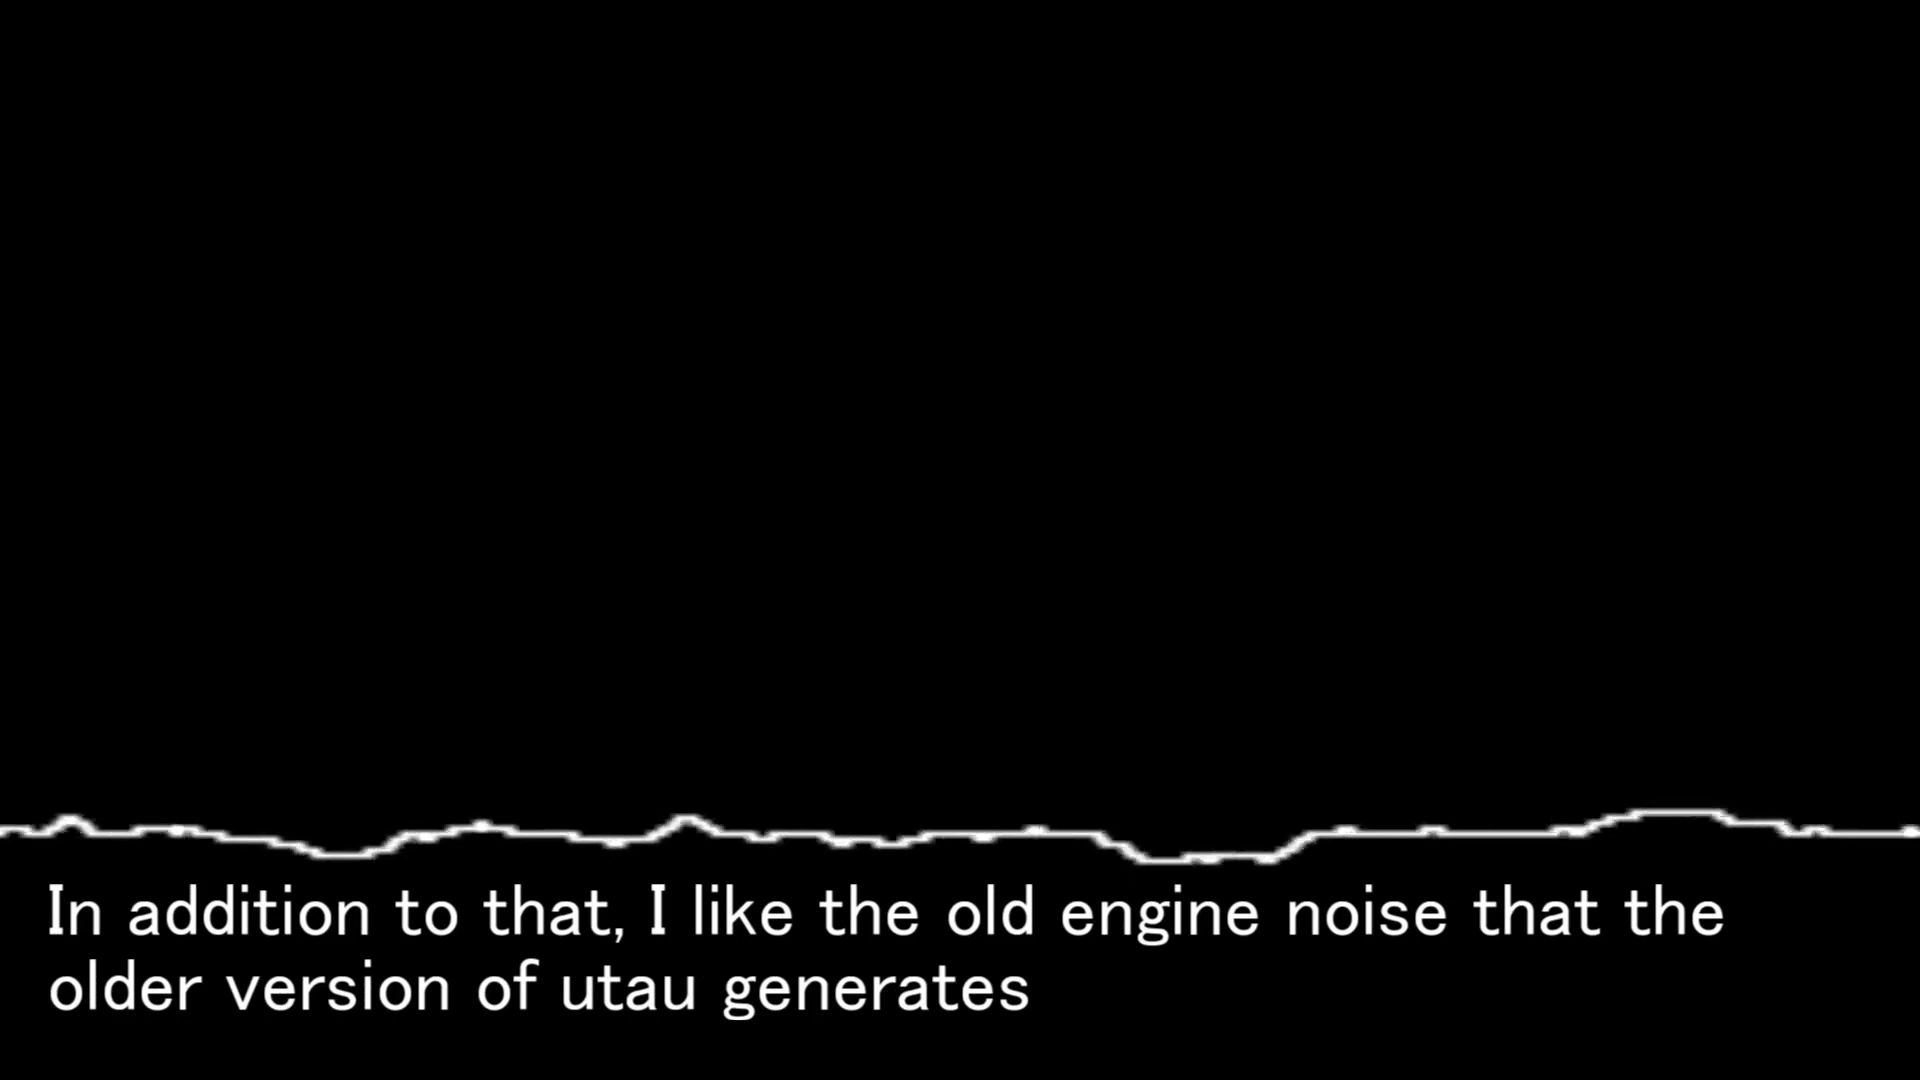 In addition to that, I like the old engine noise that the
older version of utau generates